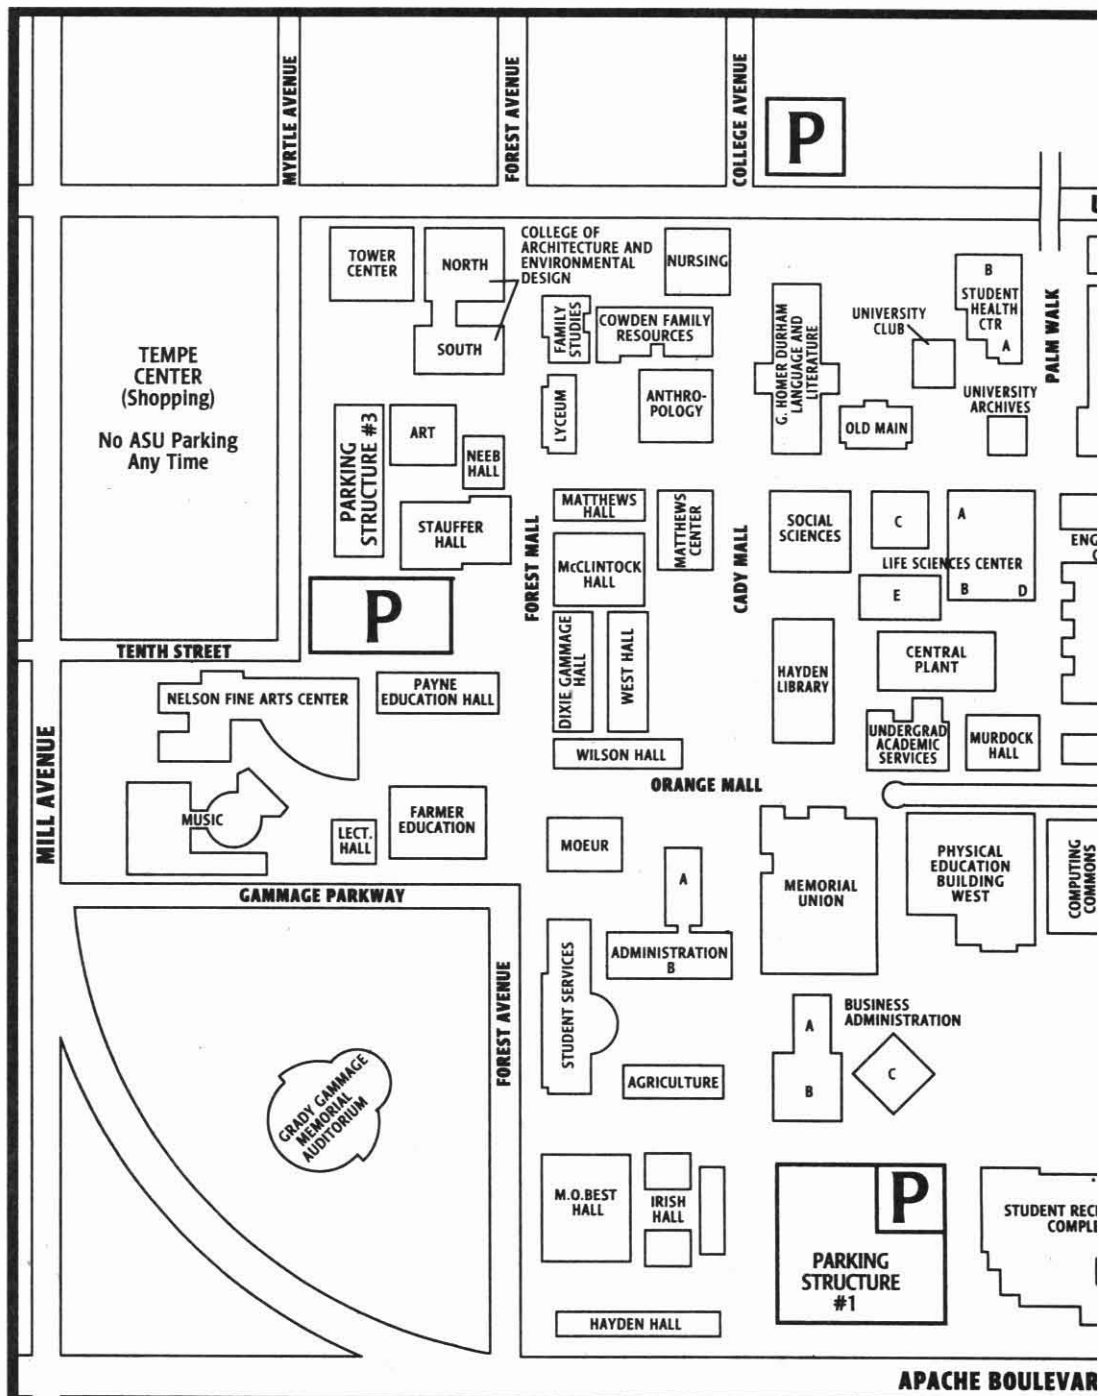 MYRTLE AVENUE
FOREST AVENUE
COLLEGE AVENUE
P
TOWER
CENTER
NORTH
SOUTH
COLLEGE OF
ARCHITECTURE AND
ENVIRONMENTAL
DESIGN
NURSING
FAMILY
STUDIES
COWDEN FAMILY
RESOURCES
G. HOMER DURHAM
LANGUAGE AND
LITERATURE
UNIVERSITY
CLUB
B
STUDENT
HEALTH
CTR
A
PALM WALK
TEMPE
CENTER
(Shopping)
No ASU Parking
Any Time
PARKING
STRUCTURE #3
ART
NEEB
HALL
LYCEUM
ANTHRO-
POLOGY
OLD MAIN
UNIVERSITY
ARCHIVES
STAUFFER
HALL
FOREST MALL
MATTHEWS
HALL
MATTHEWS
CENTER
McCLINTOCK
HALL
CADY MALL
SOCIAL
SCIENCES
C
A
LIFE SCIENCES CENTER
B
D
E
ENG
P
TENTH STREET
DIXIE GAMMAGE
HALL
WEST HALL
HAYDEN
LIBRARY
CENTRAL
PLANT
NELSON FINE ARTS CENTER
PAYNE
EDUCATION HALL
WILSON HALL
UNDERGRAD
ACADEMIC
SERVICES
MURDOCK
HALL
MILL AVENUE
ORANGE MALL
MUSIC
LECT.
HALL
FARMER
EDUCATION
MOEUR
A
ADMINISTRATION
B
MEMORIAL
UNION
PHYSICAL
EDUCATION
BUILDING
WEST
COMPUTING
COMMONS
GAMMAGE PARKWAY
FOREST AVENUE
STUDENT SERVICES
BUSINESS
ADMINISTRATION
A
B
C
AGRICULTURE
GRADY GAMMAGE
MEMORIAL
AUDITORIUM
M.O.BEST
HALL
IRISH
HALL
P
PARKING
STRUCTURE
#1
STUDENT REC
COMPLE
HAYDEN HALL
APACHE BOULEVAR